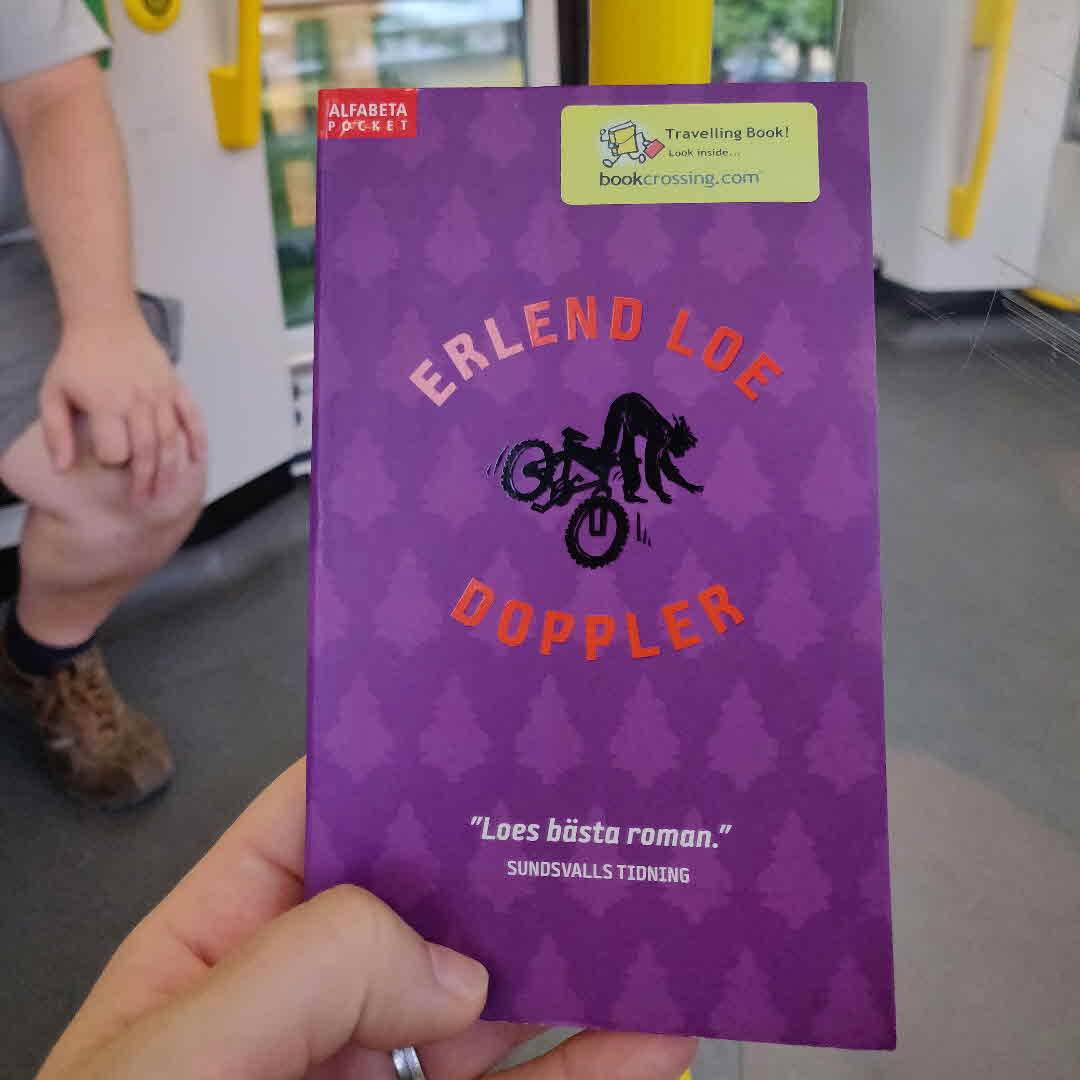 ALFABETA
POCKET
Travelling Book!
Look inside...
bookcrossing.com
ERLEND LOE
DOPPLER
"Loes bästa roman."
SUNDSVALLS TIDNING